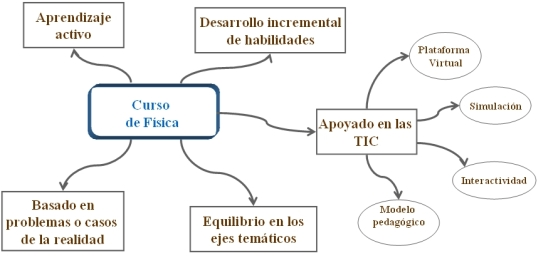 Aprendizaje
activo
Desarrollo incremental
de habilidades
Plataforma
Virtual
Curso
de Fisica
Simulación
Apoyado en las
TIC
Interactividad
Basado en
problemas o casos
de la realidad
Equilibrio en los
ejes temáticos
Modelo
pedagógico